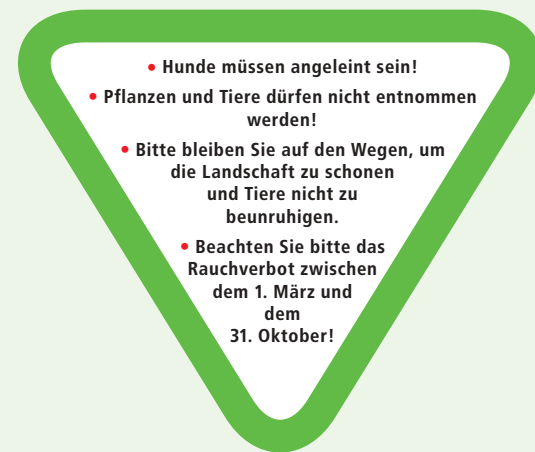 • Hunde müssen angeleint sein!
• Pflanzen und Tiere dürfen nicht entnommen
werden!
• Bitte bleiben Sie auf den Wegen, um
die Landschaft zu schonen
und Tiere nicht zu
beunruhigen.
• Beachten Sie bitte das
Rauchverbot zwischen
dem 1. März und
dem
31. Oktober!